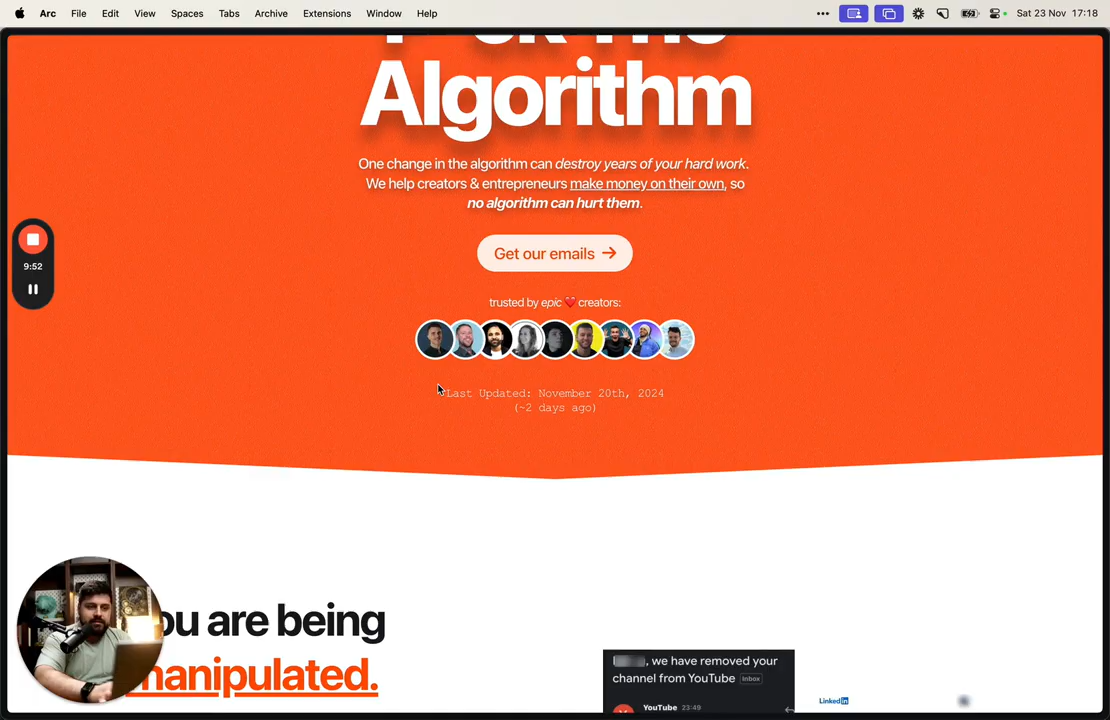 Arc File Edit View Spaces Tabs Archive Extensions Window Help Sat 23 Nov 17:18
Algorithm
One change in the algorithm can destroy years of your hard work.
We help creators & entrepreneurs make money on their own, so
no algorithm can hurt them.
Get our emails →
9:52
trusted by epic ❤️ creators:
Last Updated: November 20th, 2024
(~2 days ago)
ou are being
manipulated.
, we have removed your
channel from YouTube Inbox
YouTube 23:49
LinkedIn